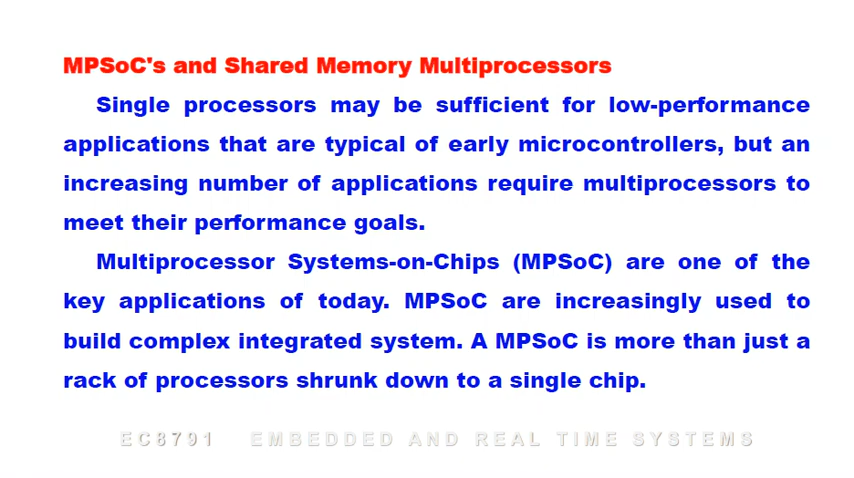 MPSoC's and Shared Memory Multiprocessors
Single processors may be sufficient for low-performance
applications that are typical of early microcontrollers, but an
increasing number of applications require multiprocessors to
meet their performance goals.
Multiprocessor Systems-on-Chips (MPSoC) are one of the
key applications of today. MPSoC are increasingly used to
build complex integrated system. A MPSoC is more than just a
rack of processors shrunk down to a single chip.
EC8791 EMBEDDED AND REAL TIME SYSTEMS